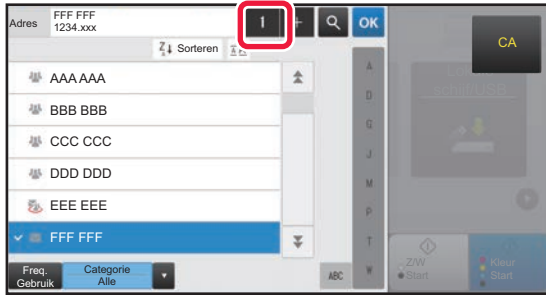 Adres
FFF FFF
1234.xxx
1
+
OK
CA
Sorteren
AAA AAA
BBB BBB
CCC CCC
DDD DDD
EEE EEE
FFF FFF
A
D
G
J
M
P
T
W
Freq.
Gebruik
Categorie
Alle
ABC
Z/W
Start
Kleur
Start